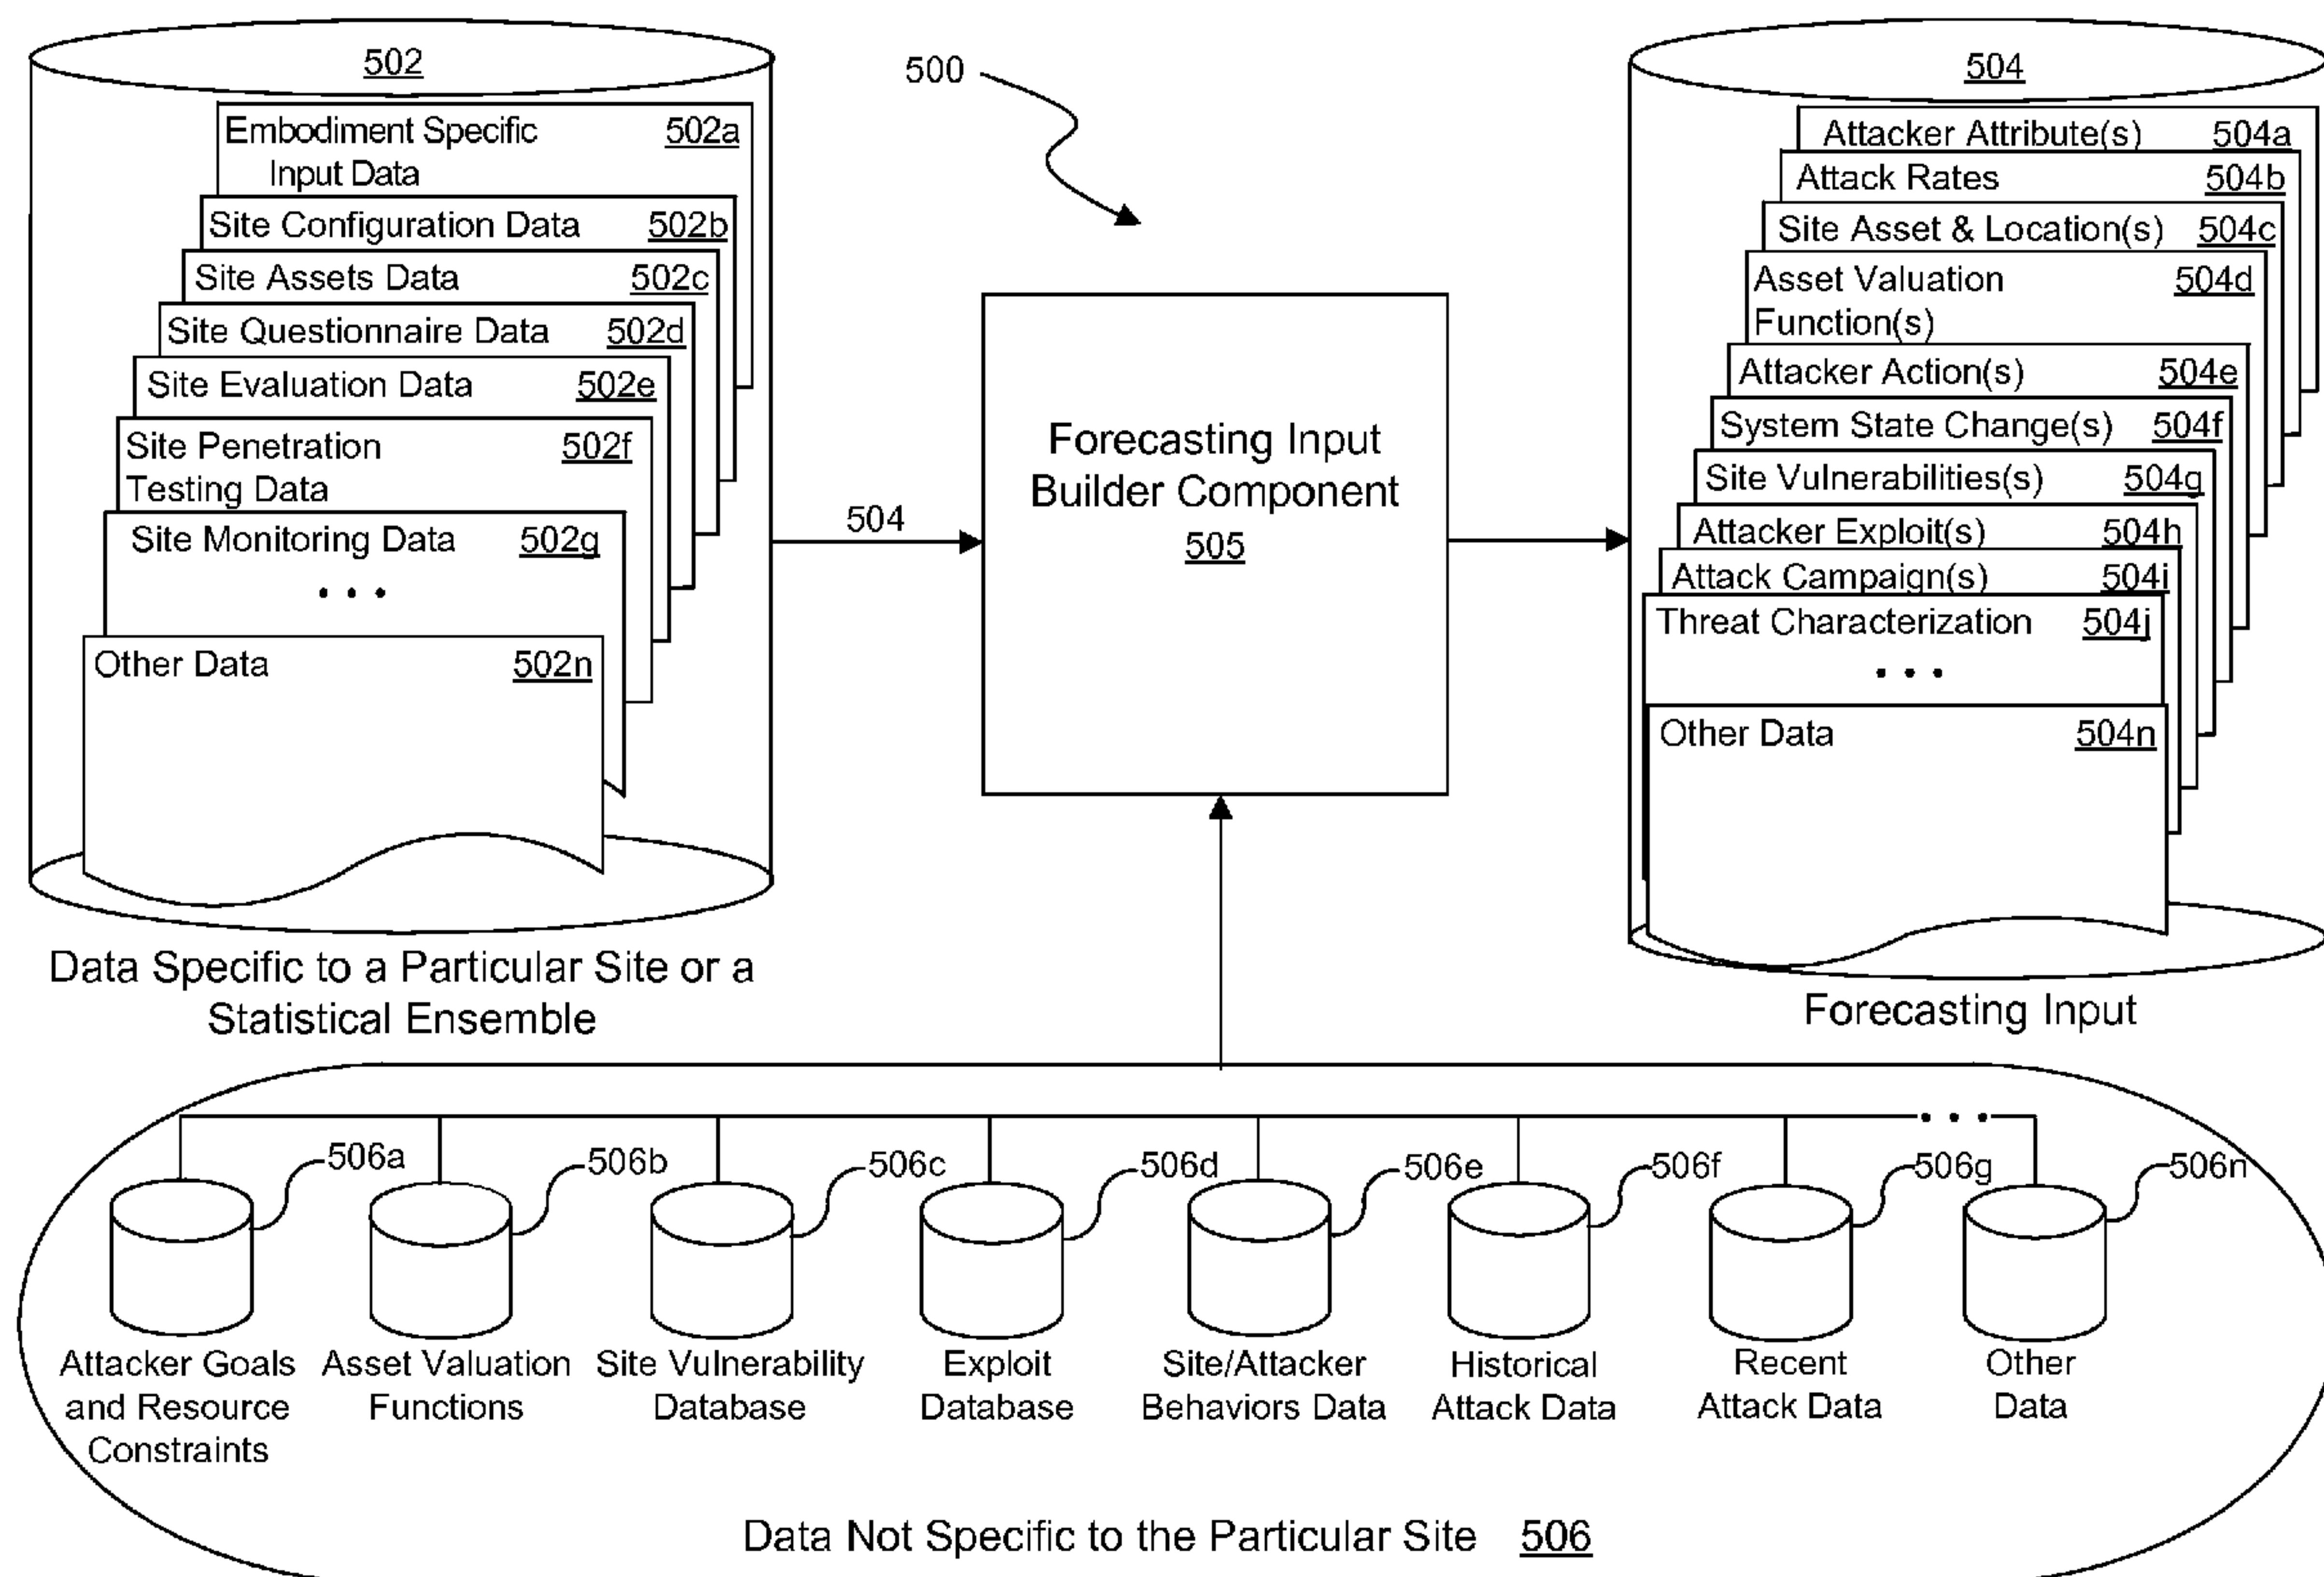 502
Embodiment Specific 502a
Input Data
Site Configuration Data 502b
Site Assets Data 502c
Site Questionnaire Data 502d
Site Evaluation Data 502e
Site Penetration 502f
Testing Data
Site Monitoring Data 502g
• • •
Other Data 502n
Data Specific to a Particular Site or a
Statistical Ensemble
500
504
Forecasting Input
Builder Component
505
504
Attacker Attribute(s) 504a
Attack Rates 504b
Site Asset & Location(s) 504c
Asset Valuation 504d
Function(s)
Attacker Action(s) 504e
System State Change(s) 504f
Site Vulnerabilities(s) 504g
Attacker Exploit(s) 504h
Attack Campaign(s) 504i
Threat Characterization 504j
• • •
Other Data 504n
Forecasting Input
• • •
506a 506b 506c 506d 506e 506f 506g 506n
Attacker Goals Asset Valuation Site Vulnerability Exploit Site/Attacker Historical Recent Other
and Resource Functions Database Database Behaviors Data Attack Data Attack Data Data
Constraints
Data Not Specific to the Particular Site 506